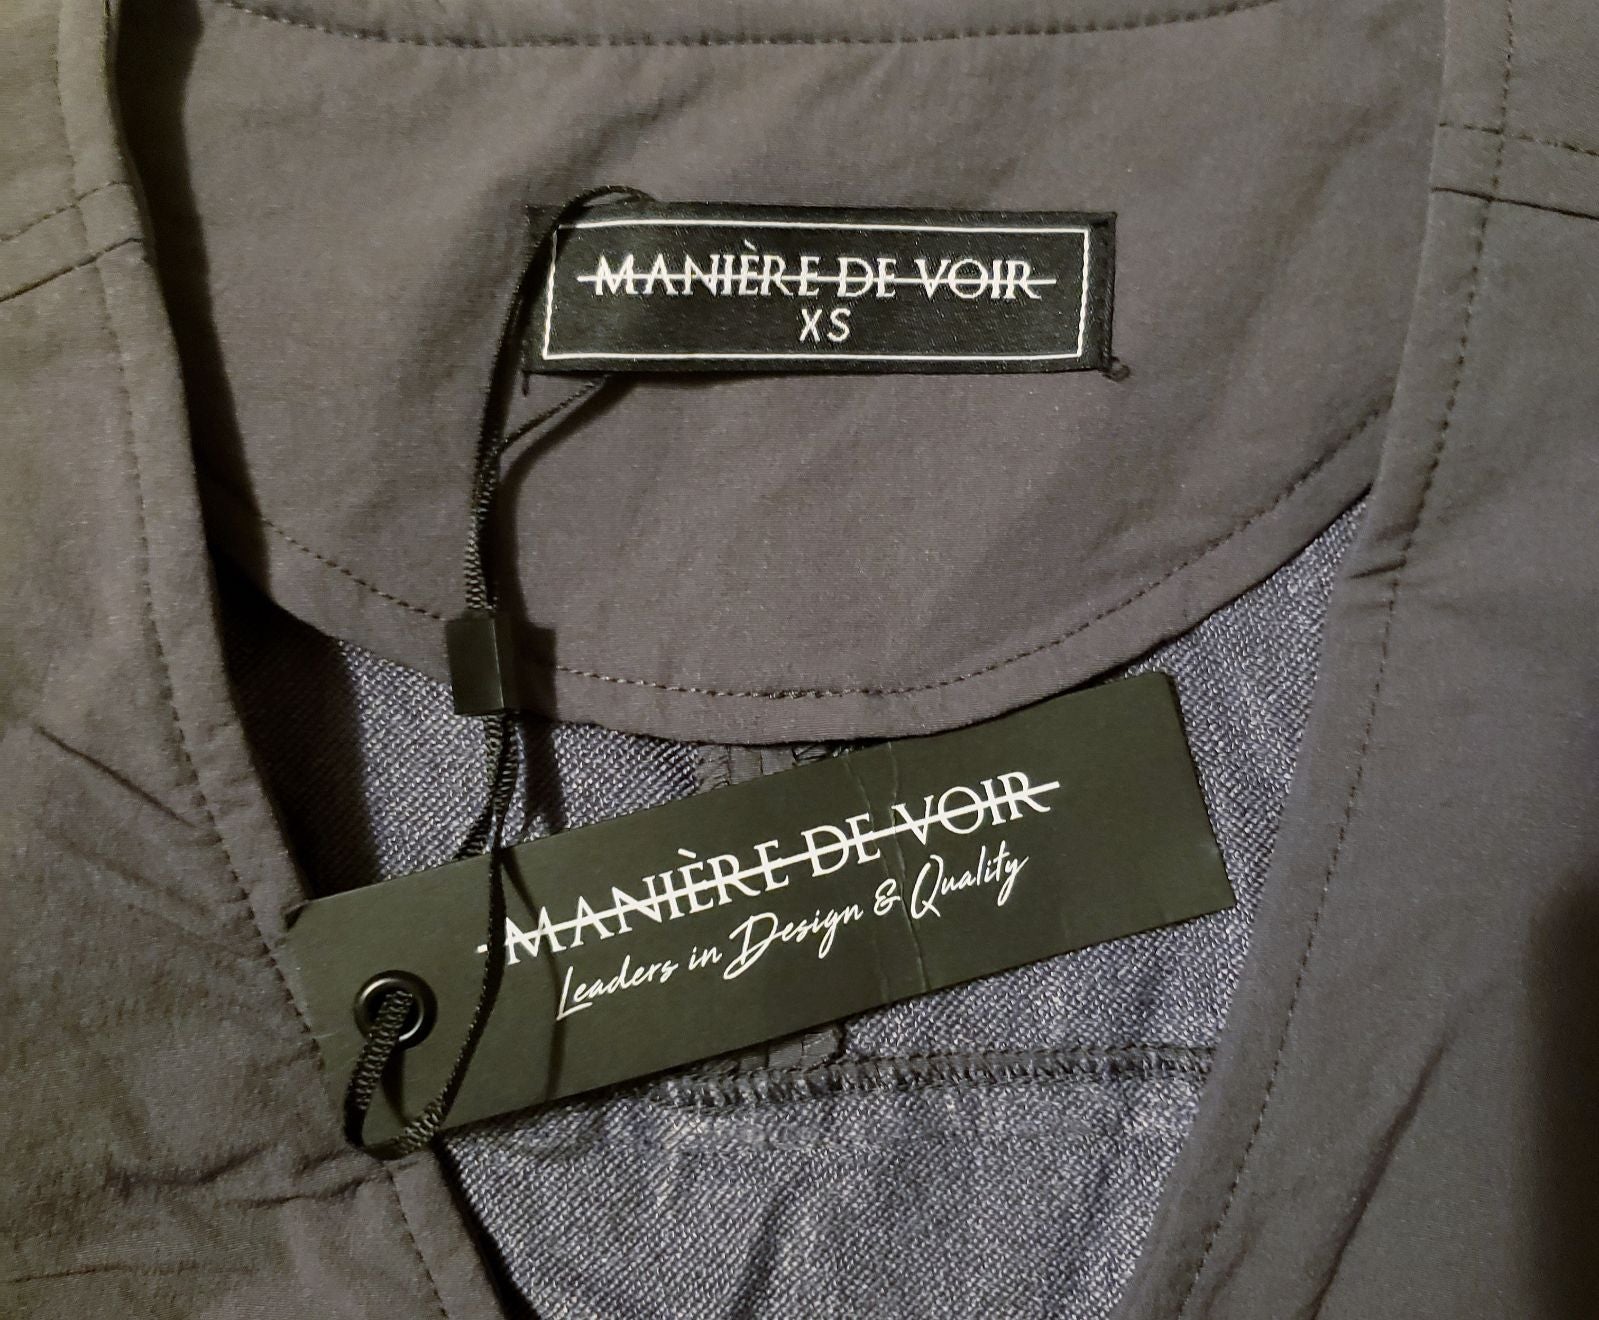 MANIÈRE DE VOIR
XS
MANIÈRE DE VOIR
Leaders in Design & Quality